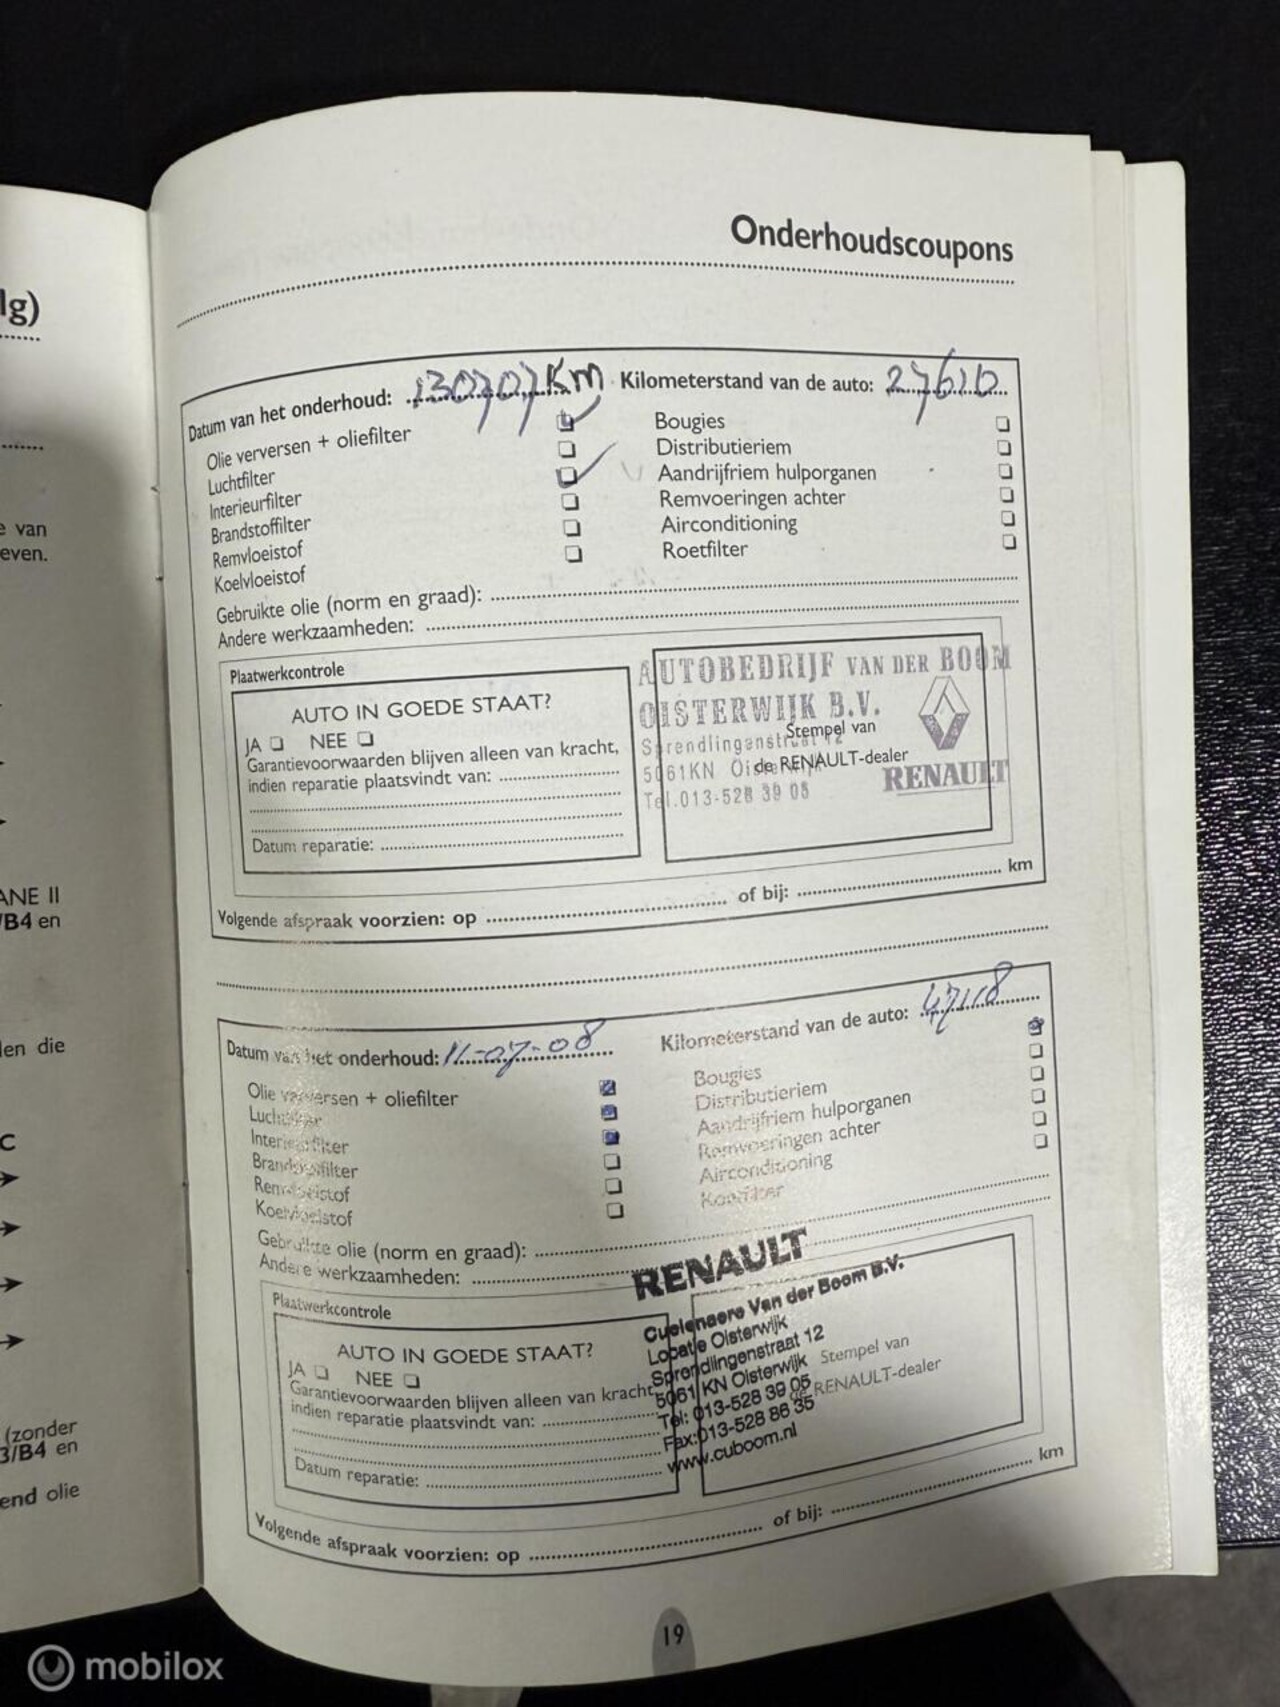 lg)
e van
even.
ANE II
/B4 en
len die
C
(zonder
3/B4 en
end olie
Onderhoudscoupons
Datum van het onderhoud: 130707 KM Kilometerstand van de auto: 27610
Olie verversen + oliefilter
Luchtfilter
Interieurfilter
Brandstoffilter
Remvloeistof
Koelvloeistof
Bougies
Distributieriem
Aandrijfriem hulporganen
Remvoeringen achter
Airconditioning
Roetfilter
Gebruikte olie (norm en graad):
Andere werkzaamheden:
Plaatwerkcontrole
AUTO IN GOEDE STAAT?
JA NEE
Garantievoorwaarden blijven alleen van kracht,
indien reparatie plaatsvindt van:
Datum reparatie:
AUTOBEDRIJF VAN DER BOOM
OISTERWIJK B.V.
Sprendlingenstraat 12
5061KN Oisterwijk
Tel.013-528 39 05
RENAULT
Stempel van
de RENAULT-dealer
Volgende afspraak voorzien: op of bij: km
Datum van het onderhoud: 11-07-08 Kilometerstand van de auto: 47118
Olie verversen + oliefilter
Luchtfilter
Interieurfilter
Brandstoffilter
Remvloeistof
Koelvloeistof
Bougies
Distributieriem
Aandrijfriem hulporganen
Remvoeringen achter
Airconditioning
Roetfilter
Gebruikte olie (norm en graad):
Andere werkzaamheden:
Plaatwerkcontrole
AUTO IN GOEDE STAAT?
JA NEE
Garantievoorwaarden blijven alleen van kracht,
indien reparatie plaatsvindt van:
Datum reparatie:
RENAULT
Cuelenaere Van der Boom B.V.
Locatie Oisterwijk
Sprendlingenstraat 12
5061 KN Oisterwijk
Tel: 013-528 39 05
Fax: 013-528 86 35
www.cuboom.nl
Stempel van
de RENAULT-dealer
Volgende afspraak voorzien: op of bij: km
19
mobilox